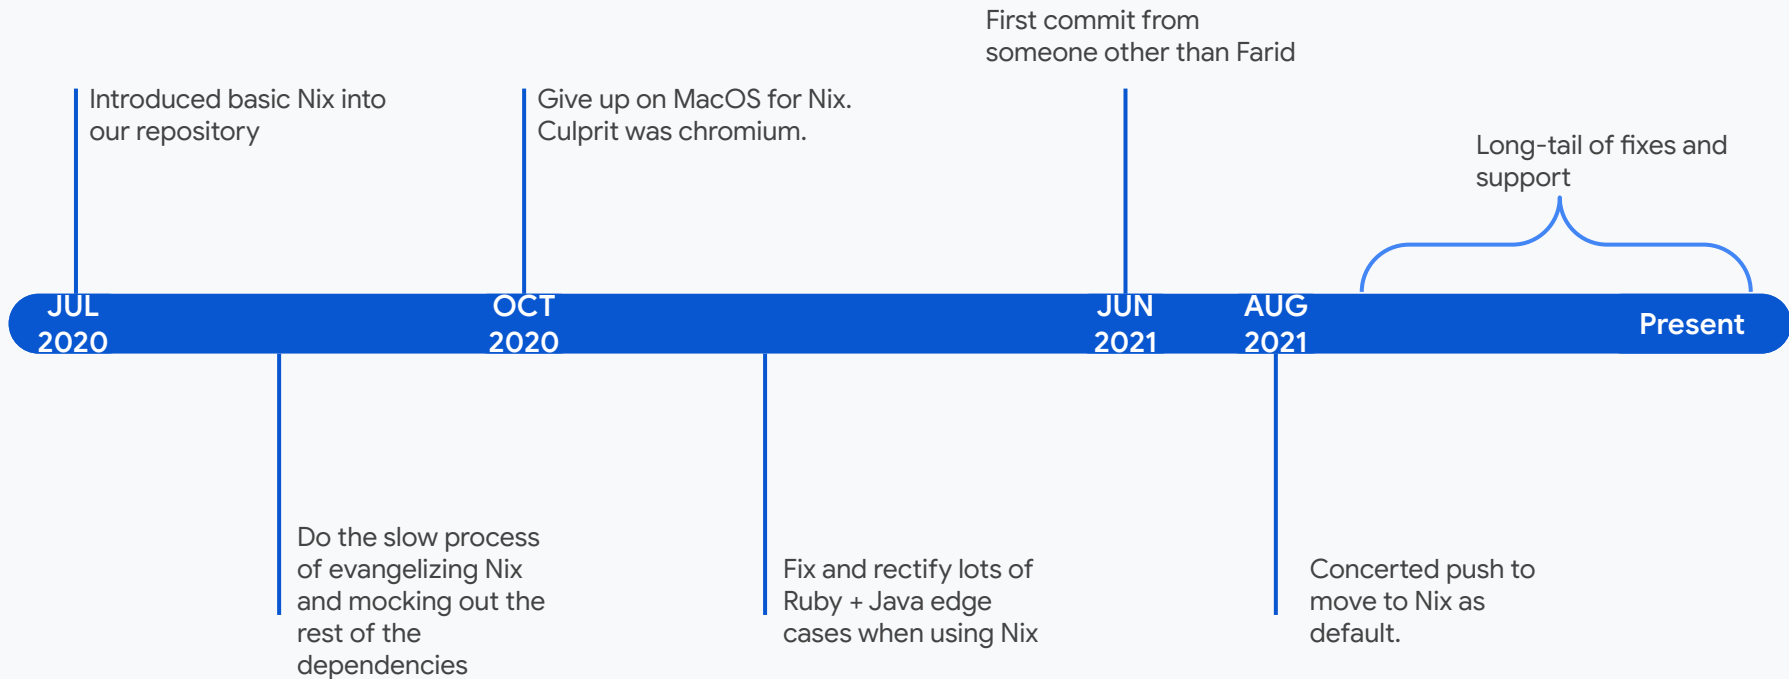 First commit from
someone other than Farid
Introduced basic Nix into
our repository
Give up on MacOS for Nix.
Culprit was chromium.
Long-tail of fixes and
support
JUL
2020
OCT
2020
JUN
2021
AUG
2021
Present
Do the slow process
of evangelizing Nix
and mocking out the
rest of the
dependencies
Fix and rectify lots of
Ruby + Java edge
cases when using Nix
Concerted push to
move to Nix as
default.